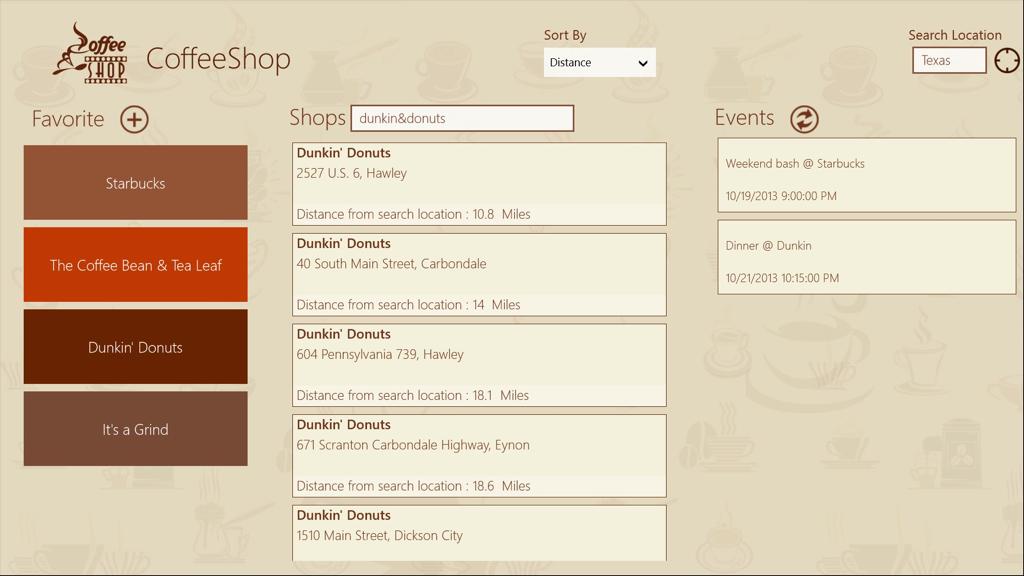 Coffee
SHOP
CoffeeShop
Sort By
Distance
Search Location
Texas
Favorite
Starbucks
The Coffee Bean & Tea Leaf
Dunkin' Donuts
It's a Grind
Shops
dunkin&donuts
Dunkin' Donuts
2527 U.S. 6, Hawley
Distance from search location : 10.8 Miles
Dunkin' Donuts
40 South Main Street, Carbondale
Distance from search location : 14 Miles
Dunkin' Donuts
604 Pennsylvania 739, Hawley
Distance from search location : 18.1 Miles
Dunkin' Donuts
671 Scranton Carbondale Highway, Eynon
Distance from search location : 18.6 Miles
Dunkin' Donuts
1510 Main Street, Dickson City
Events
Weekend bash @ Starbucks
10/19/2013 9:00:00 PM
Dinner @ Dunkin
10/21/2013 10:15:00 PM